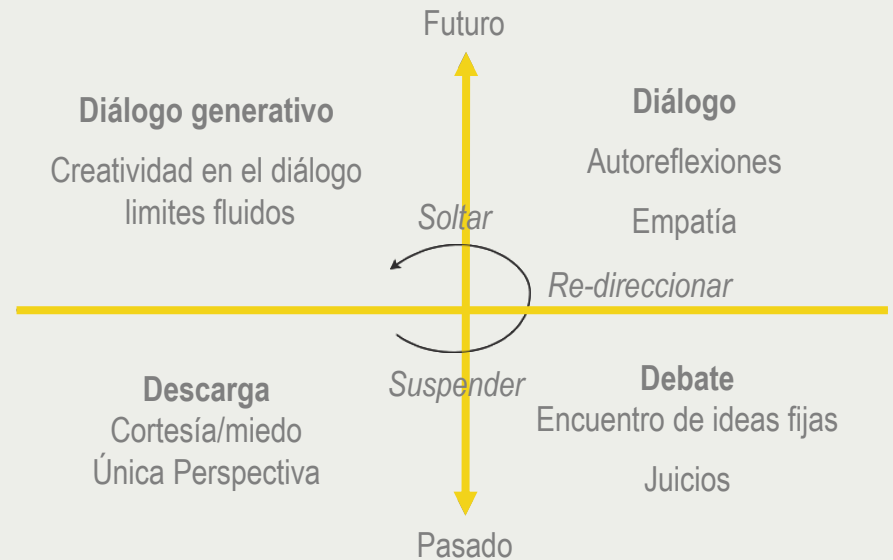 Futuro
Diálogo generativo
Creatividad en el diálogo
limites fluidos
Diálogo
Autoreflexiones
Empatía
Soltar
Re-direccionar
Suspender
Descarga
Cortesía/miedo
Única Perspectiva
Debate
Encuentro de ideas fijas
Juicios
Pasado